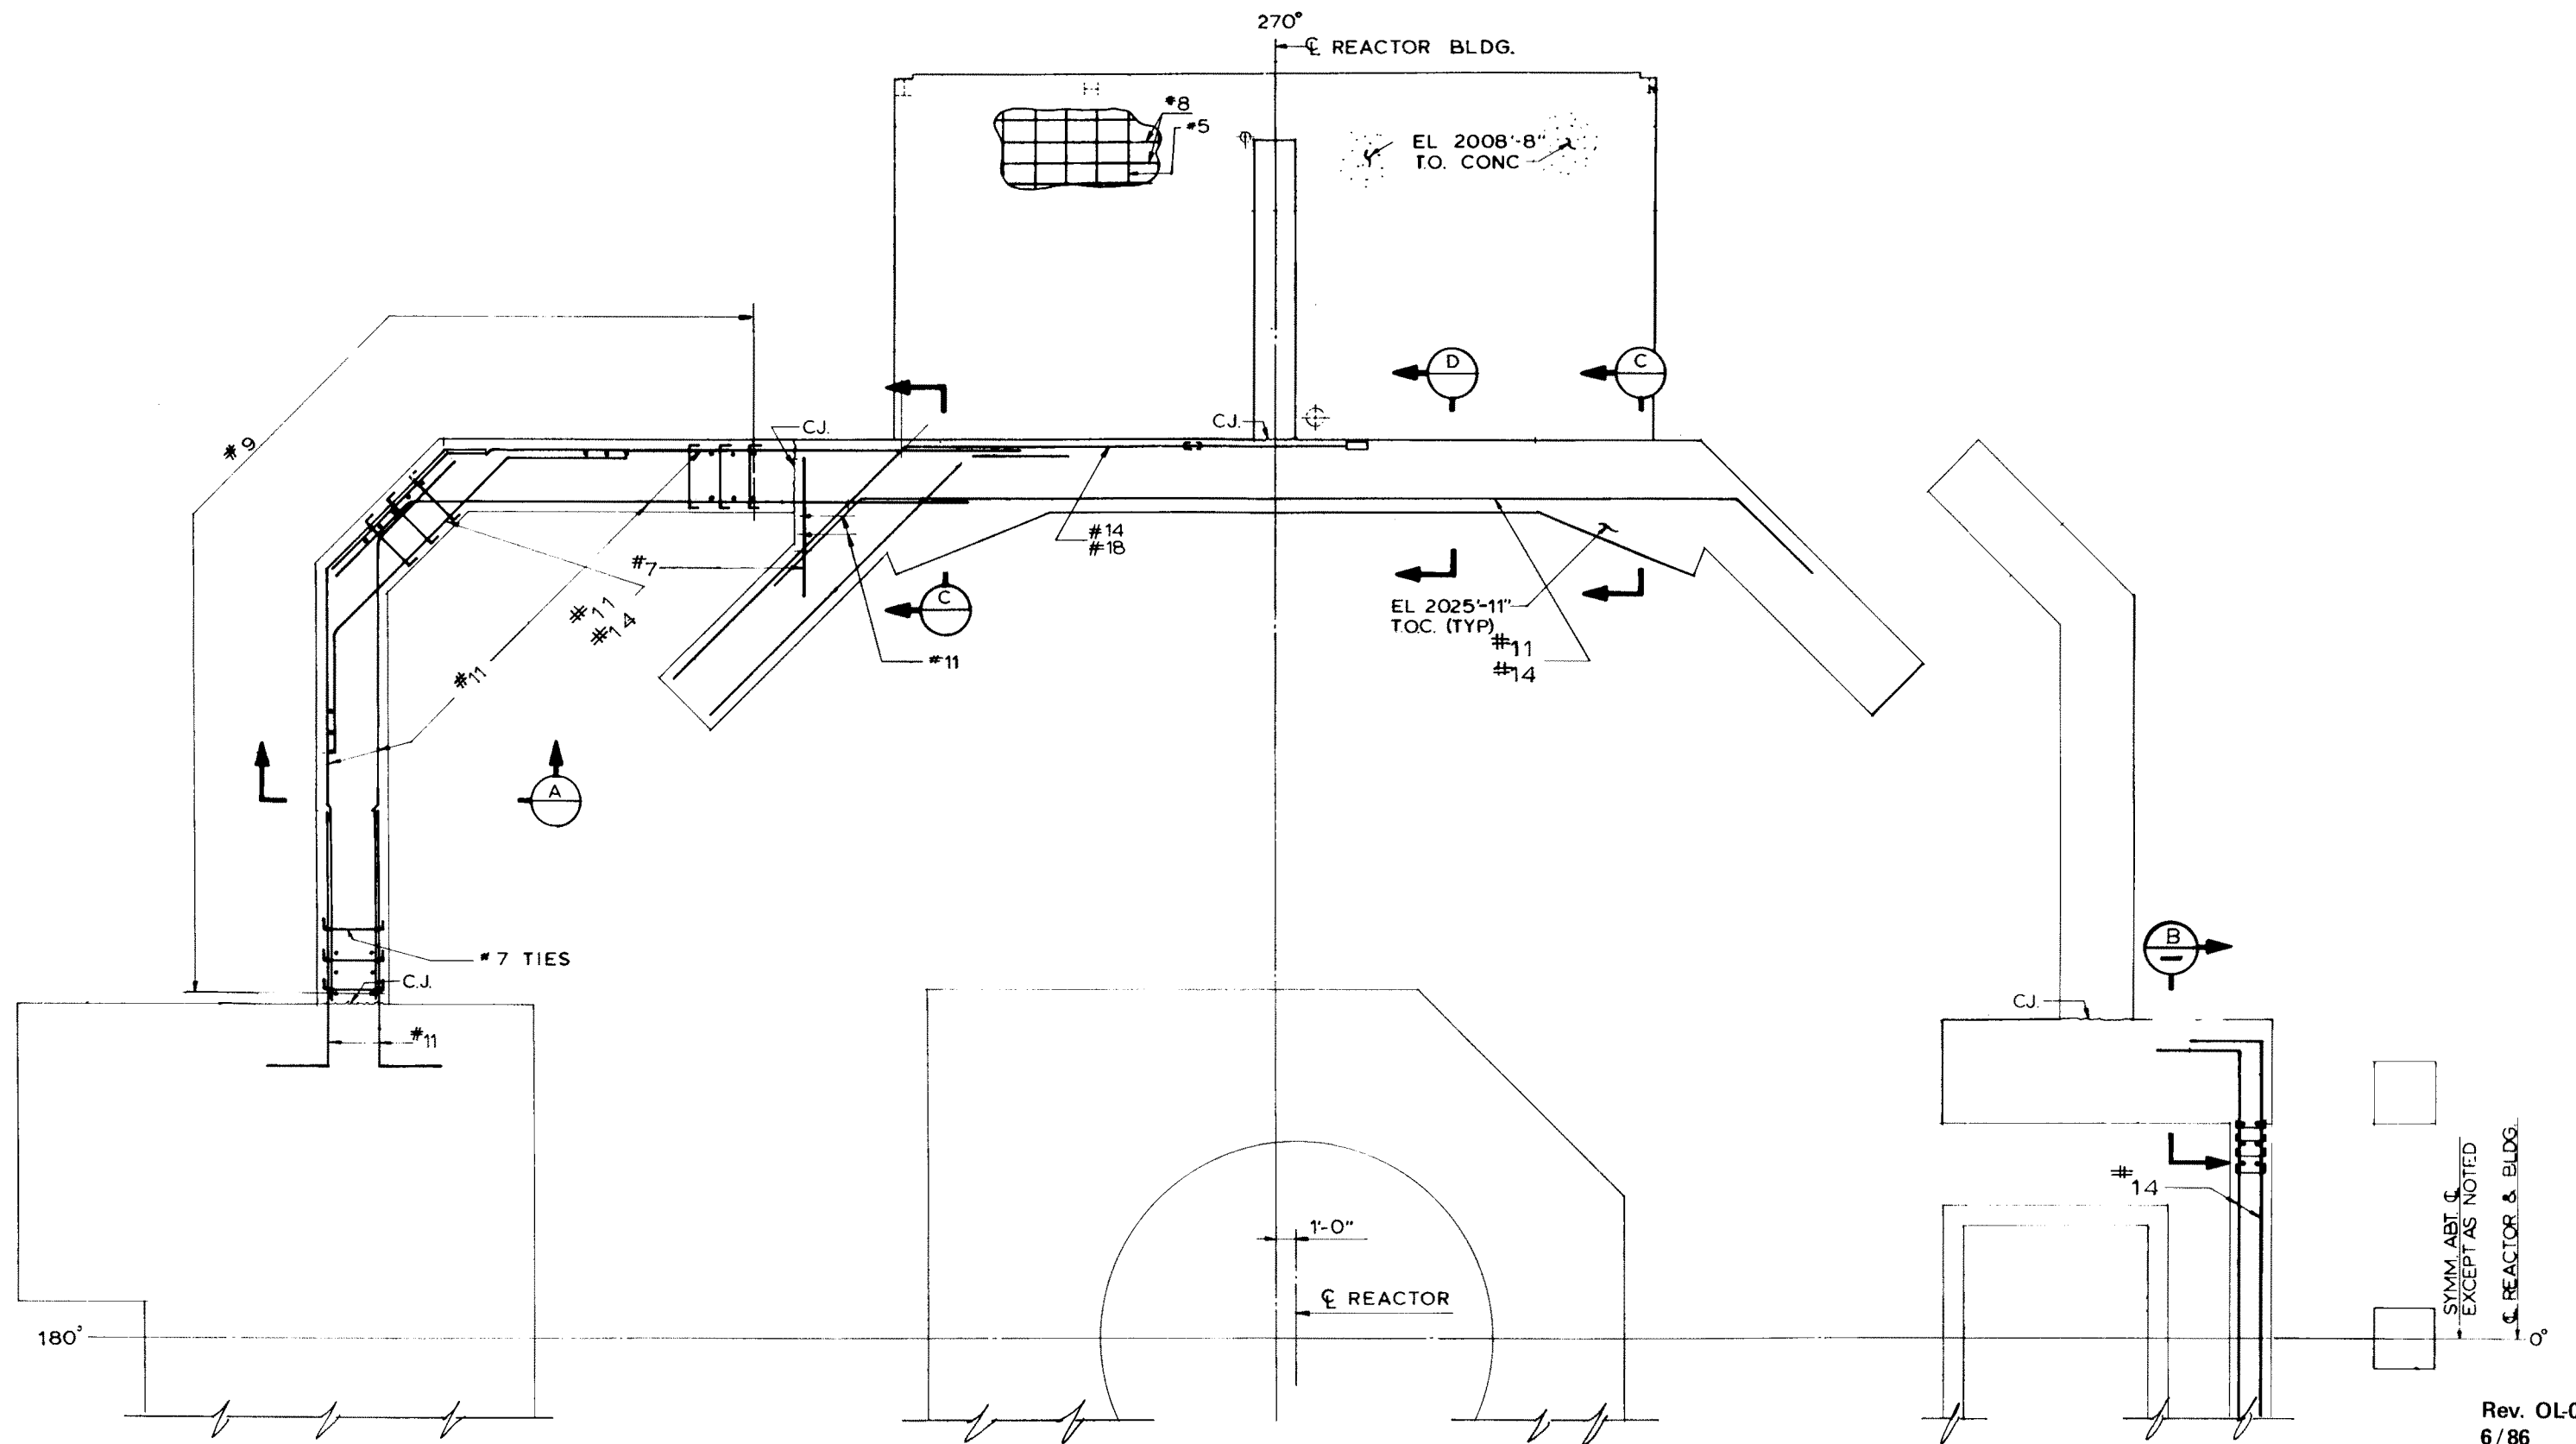 270°
℄ REACTOR BLDG.
#8
#5
EL 2008'-8"
T.O. CONC
D
C
#9
C.J.
C.J.
#14
#18
#7
#11
#14
C
EL 2025'-11"
T.O.C. (TYP)
#11
#14
#11
#11
A
B
#7 TIES
C.J.
C.J.
#11
#14
1'-0"
℄ REACTOR
SYMM. ABT. ℄
EXCEPT AS NOTED
℄ REACTOR & BLDG.
180°
0°
Rev. OL-0
6/86